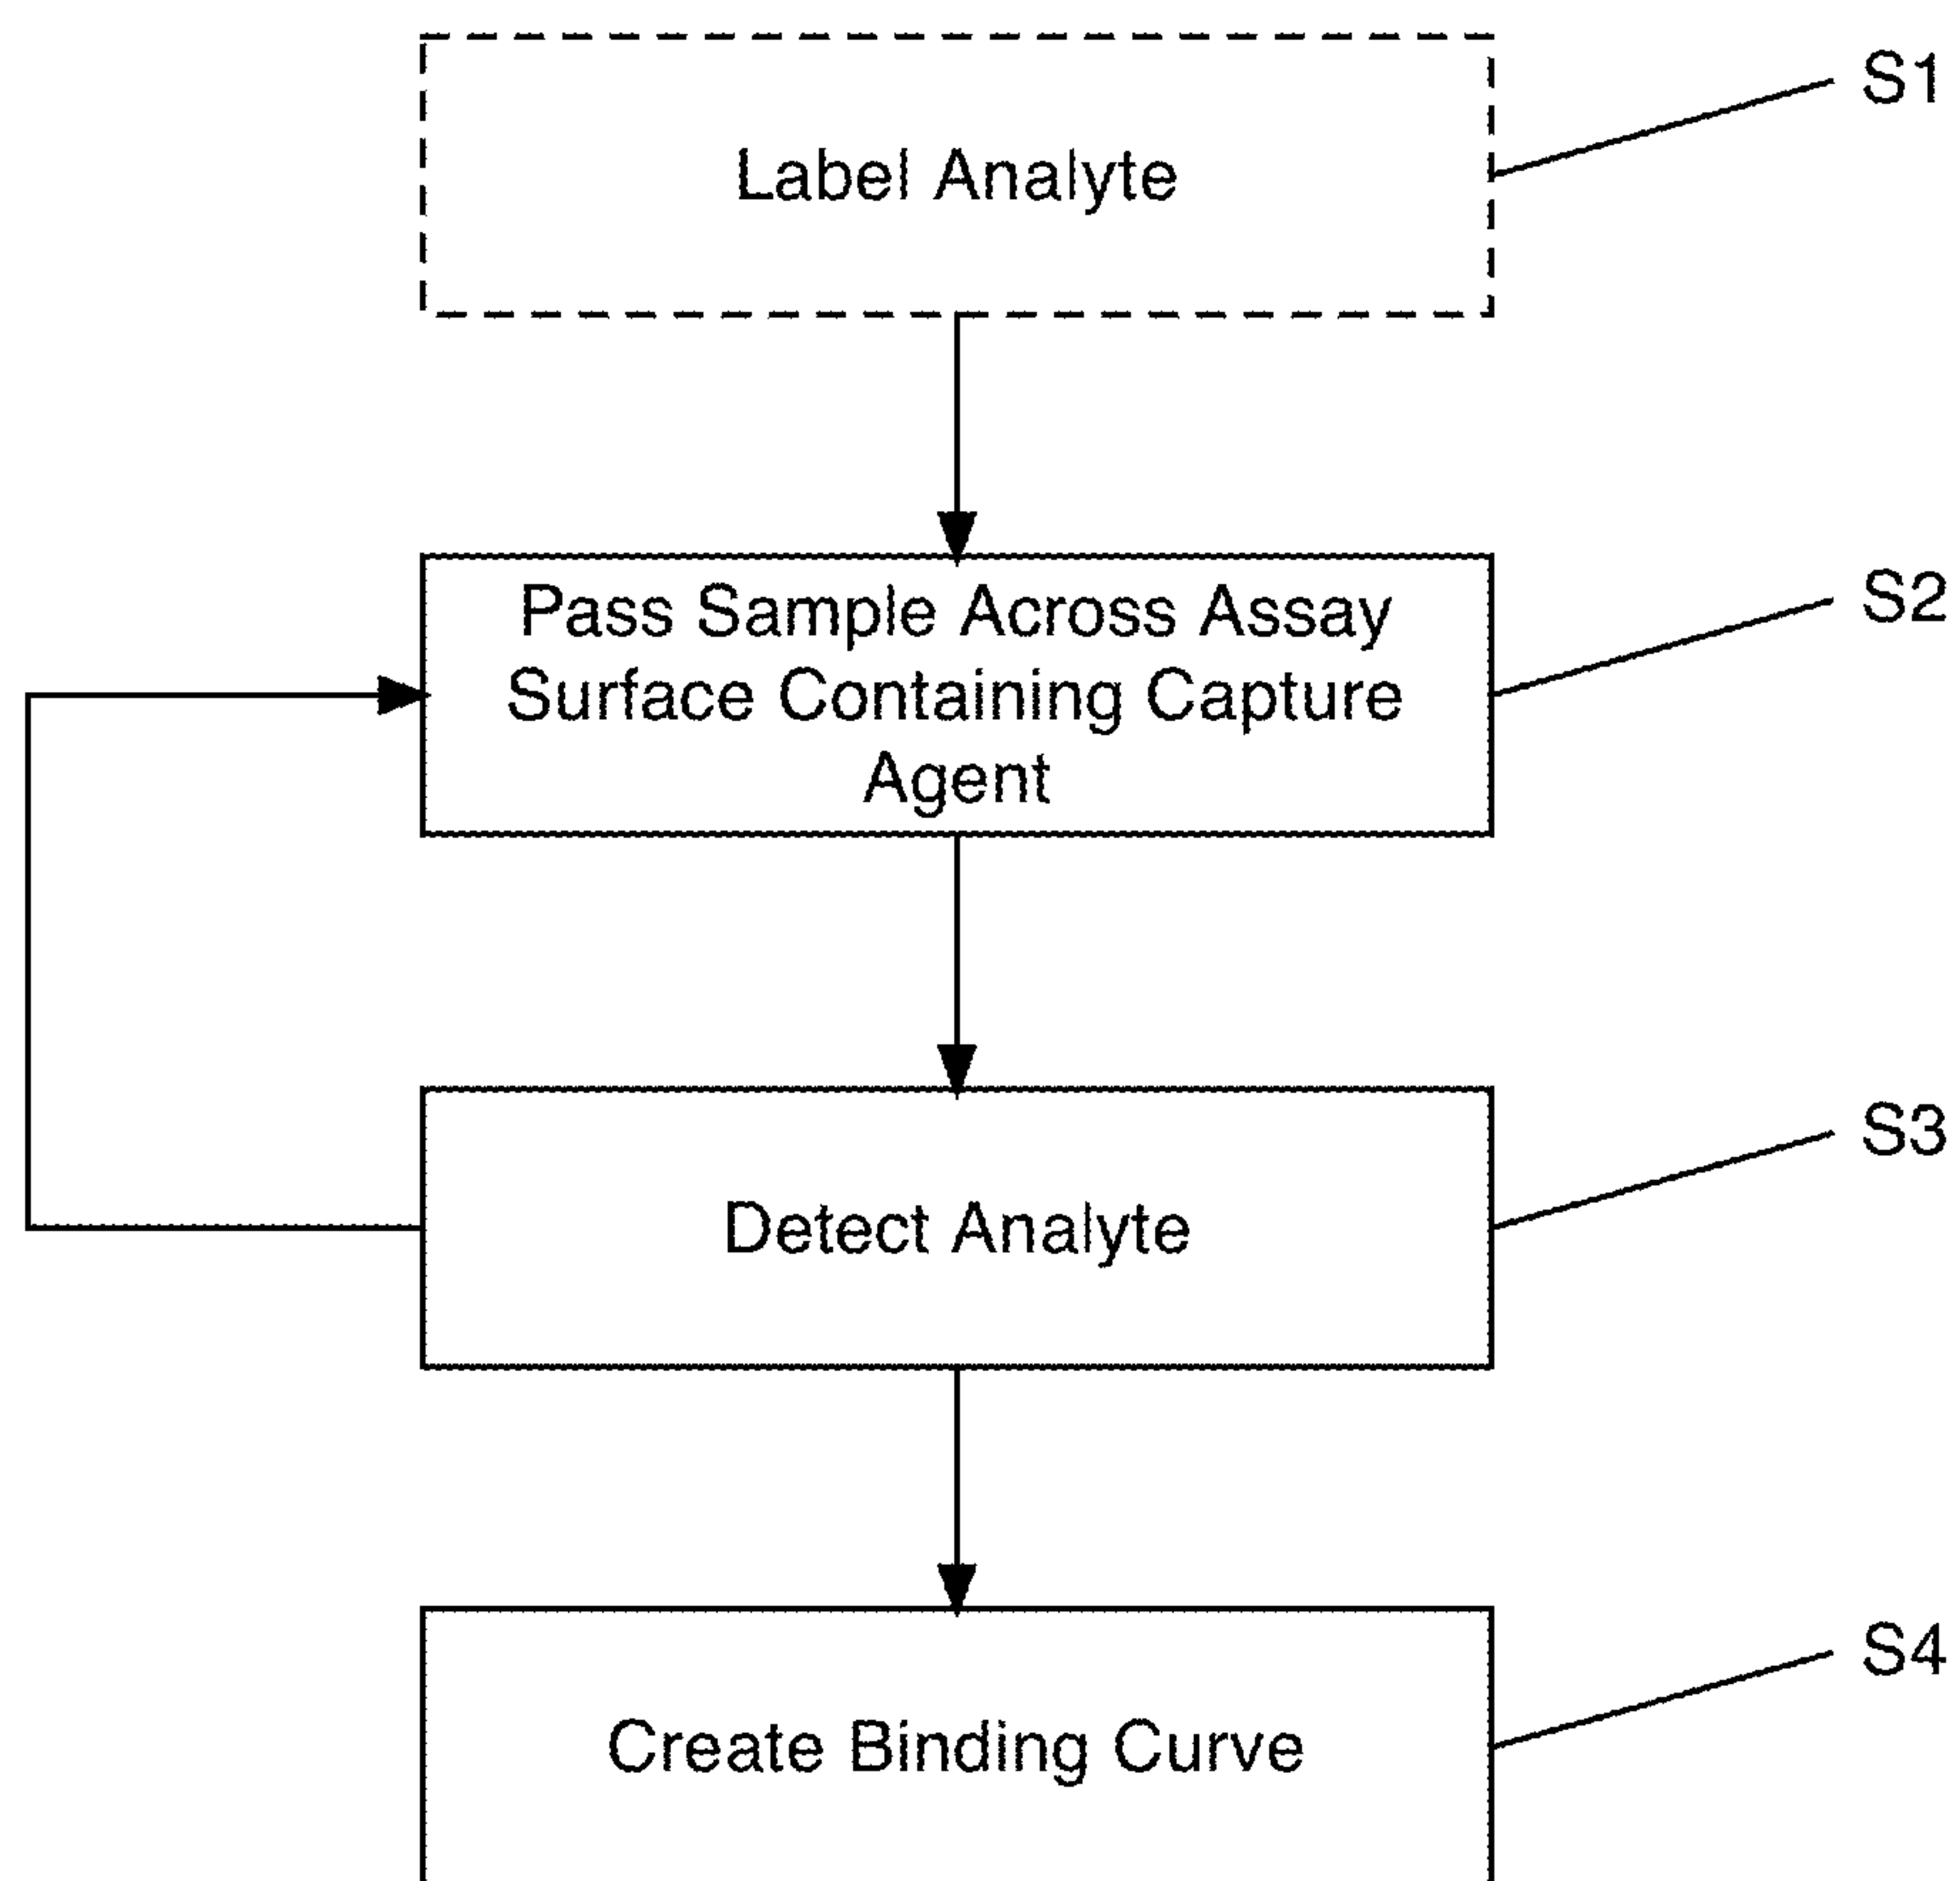 Label Analyte
S1
Pass Sample Across Assay
Surface Containing Capture
Agent
S2
Detect Analyte
S3
Create Binding Curve
S4